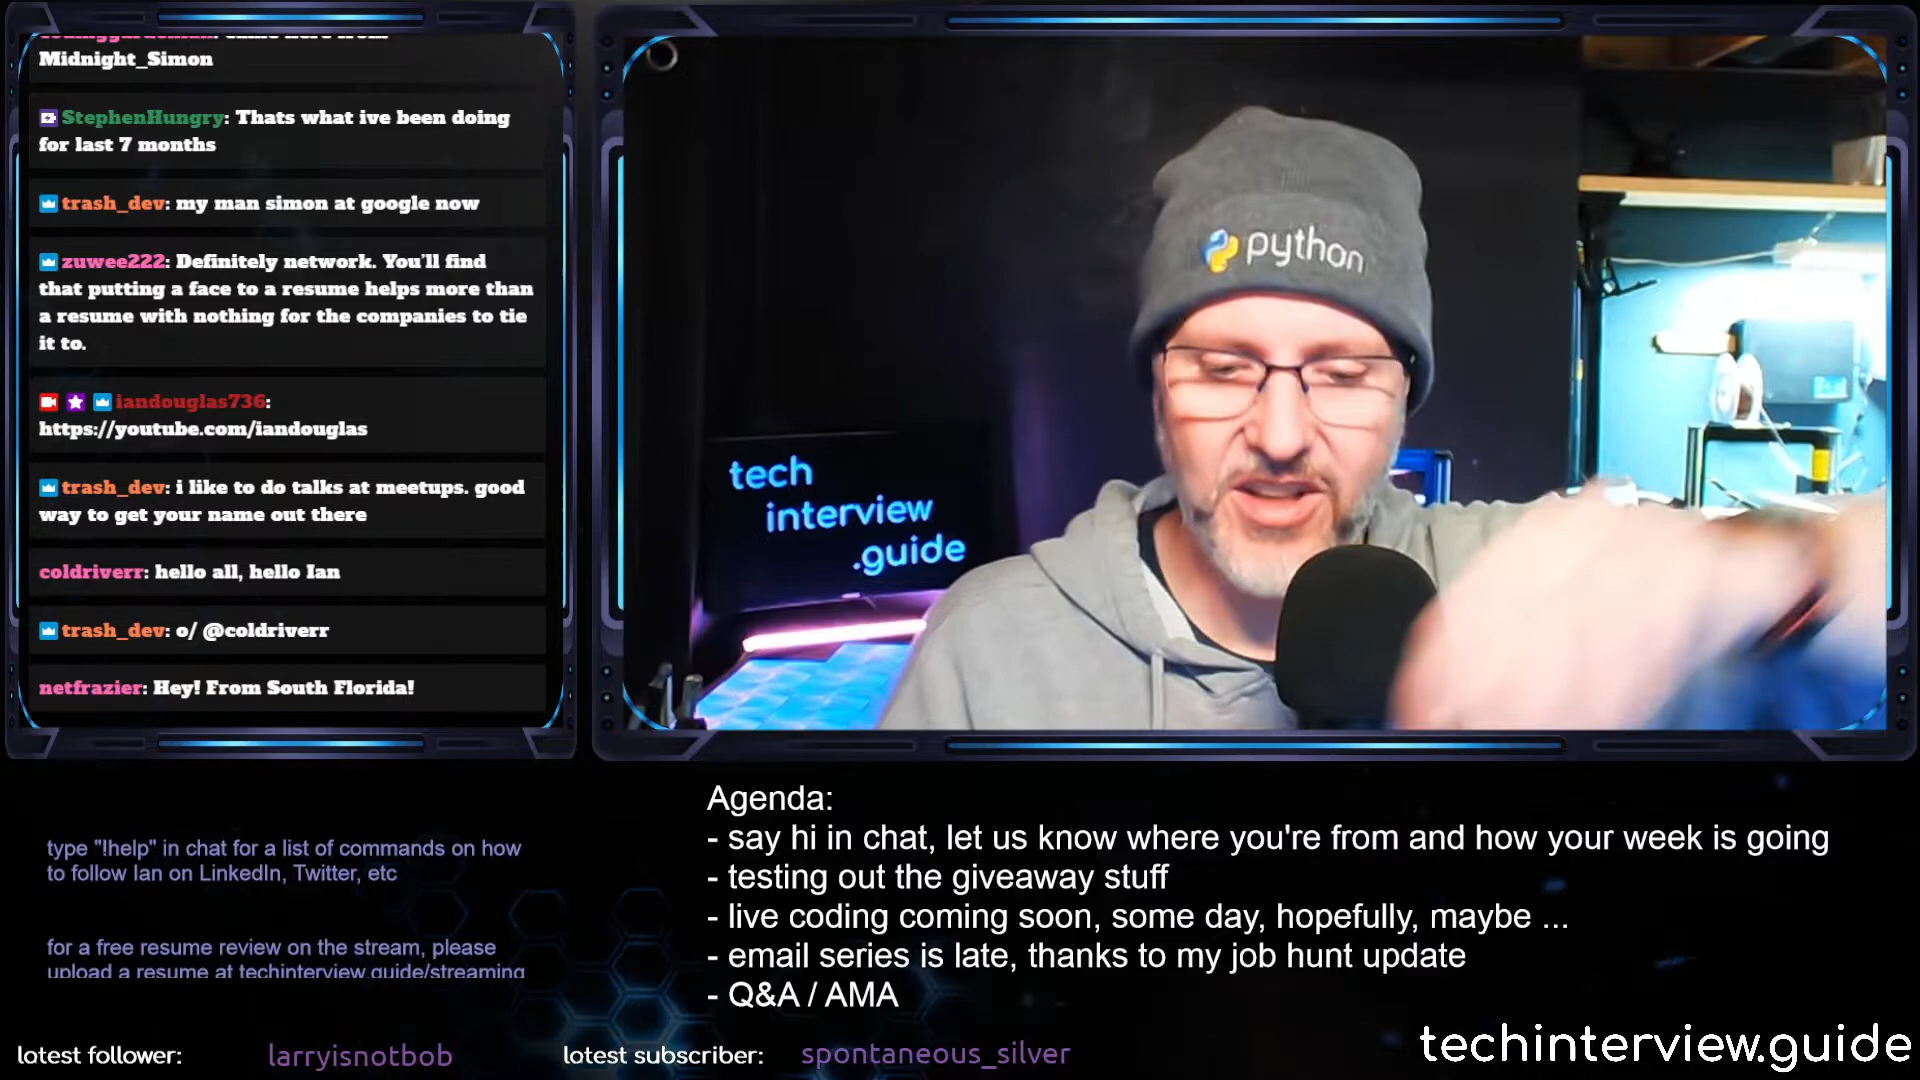 Midnight_Simon
StephenHungry: Thats what ive been doing
for last 7 months
trash_dev: my man simon at google now
zuwee222: Definitely network. You'll find
that putting a face to a resume helps more than
a resume with nothing for the companies to tie
it to.
iandouglas736:
https://youtube.com/iandouglas
trash_dev: i like to do talks at meetups. good
way to get your name out there
coldriverr: hello all, hello Ian
trash_dev: o/ @coldriverr
netfrazier: Hey! From South Florida!
python
tech
interview
.guide
type "!help" in chat for a list of commands on how
to follow Ian on LinkedIn, Twitter, etc
for a free resume review on the stream, please
upload a resume at techinterview.guide/streaming
Agenda:
- say hi in chat, let us know where you're from and how your week is going
- testing out the giveaway stuff
- live coding coming soon, some day, hopefully, maybe ...
- email series is late, thanks to my job hunt update
- Q&A / AMA
latest follower: larryisnotbob
latest subscriber: spontaneous_silver
techinterview.guide